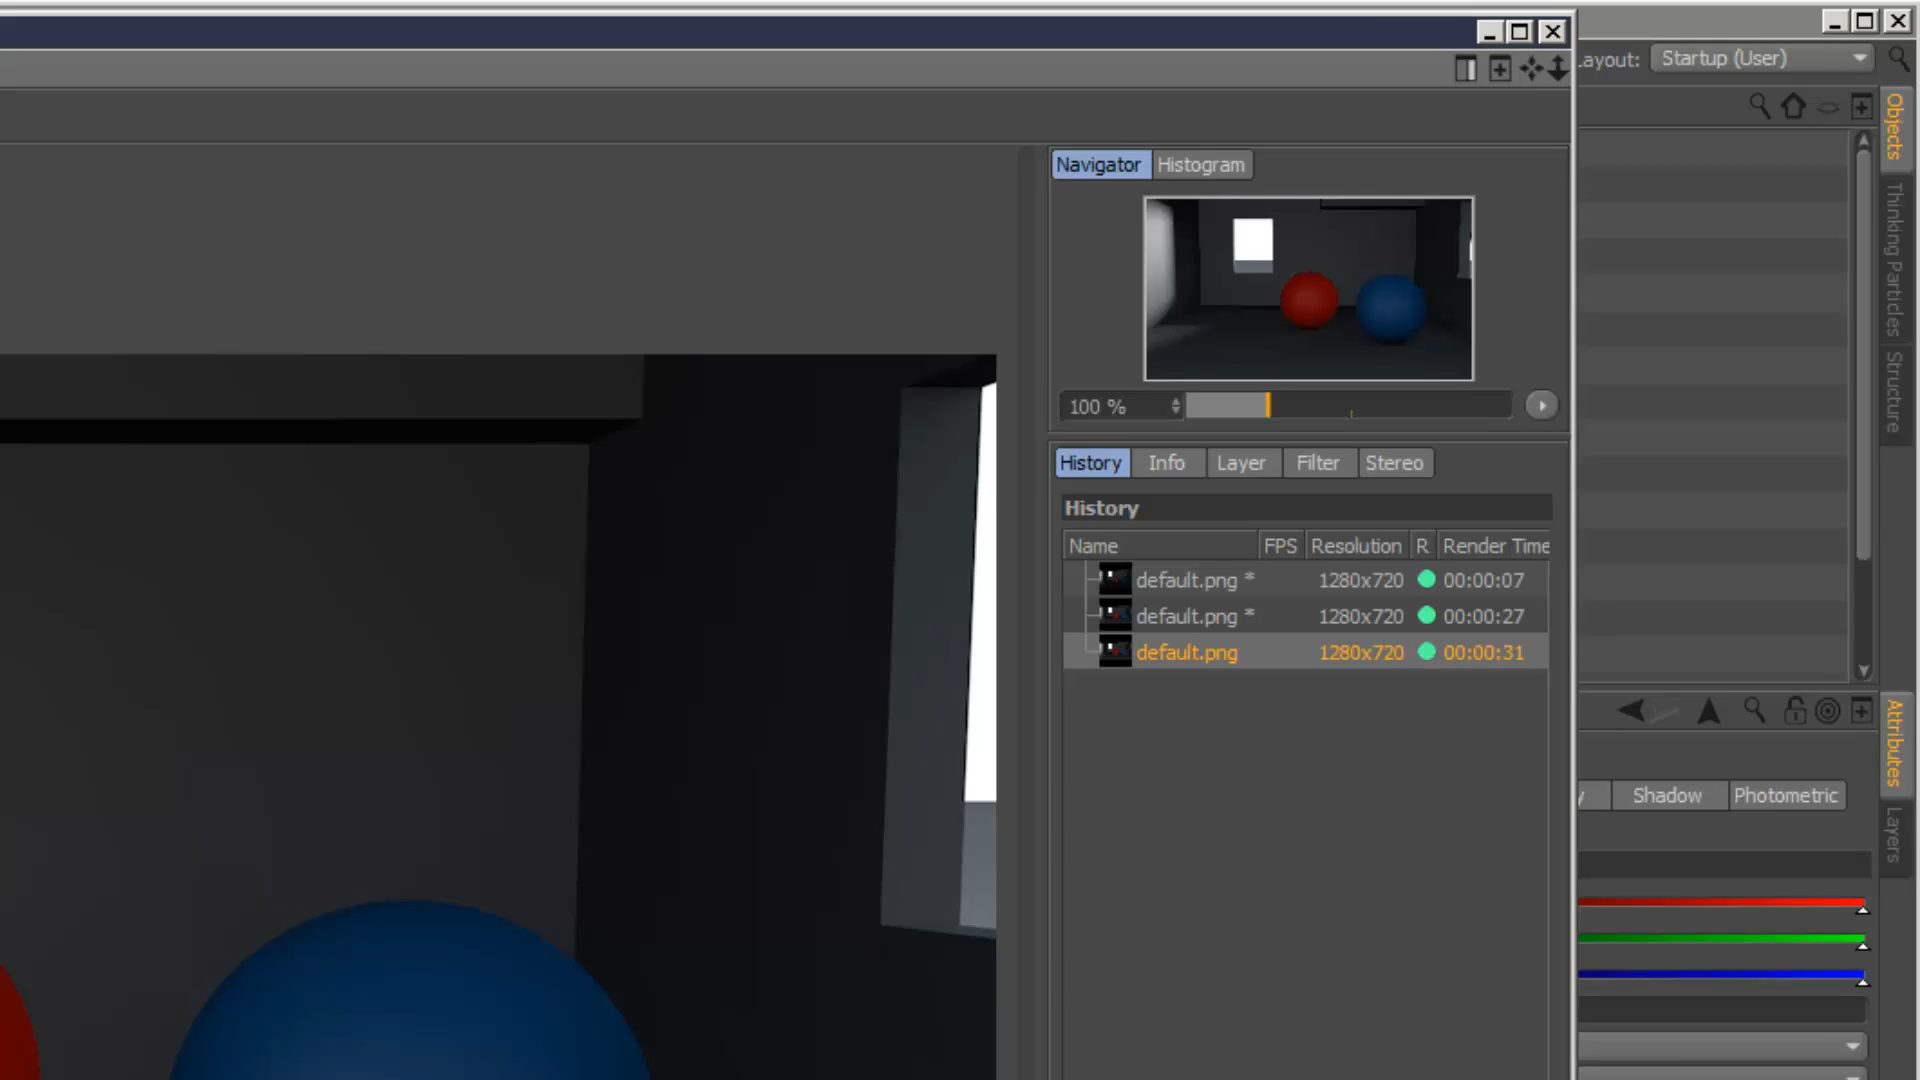 ayout: Startup (User)
Objects
Thinking Particles
Structure
Navigator Histogram
100 %
History Info Layer Filter Stereo
History
Name FPS Resolution R Render Time
default.png * 1280x720 00:00:07
default.png * 1280x720 00:00:27
default.png 1280x720 00:00:31
Attributes
Layers
y Shadow Photometric